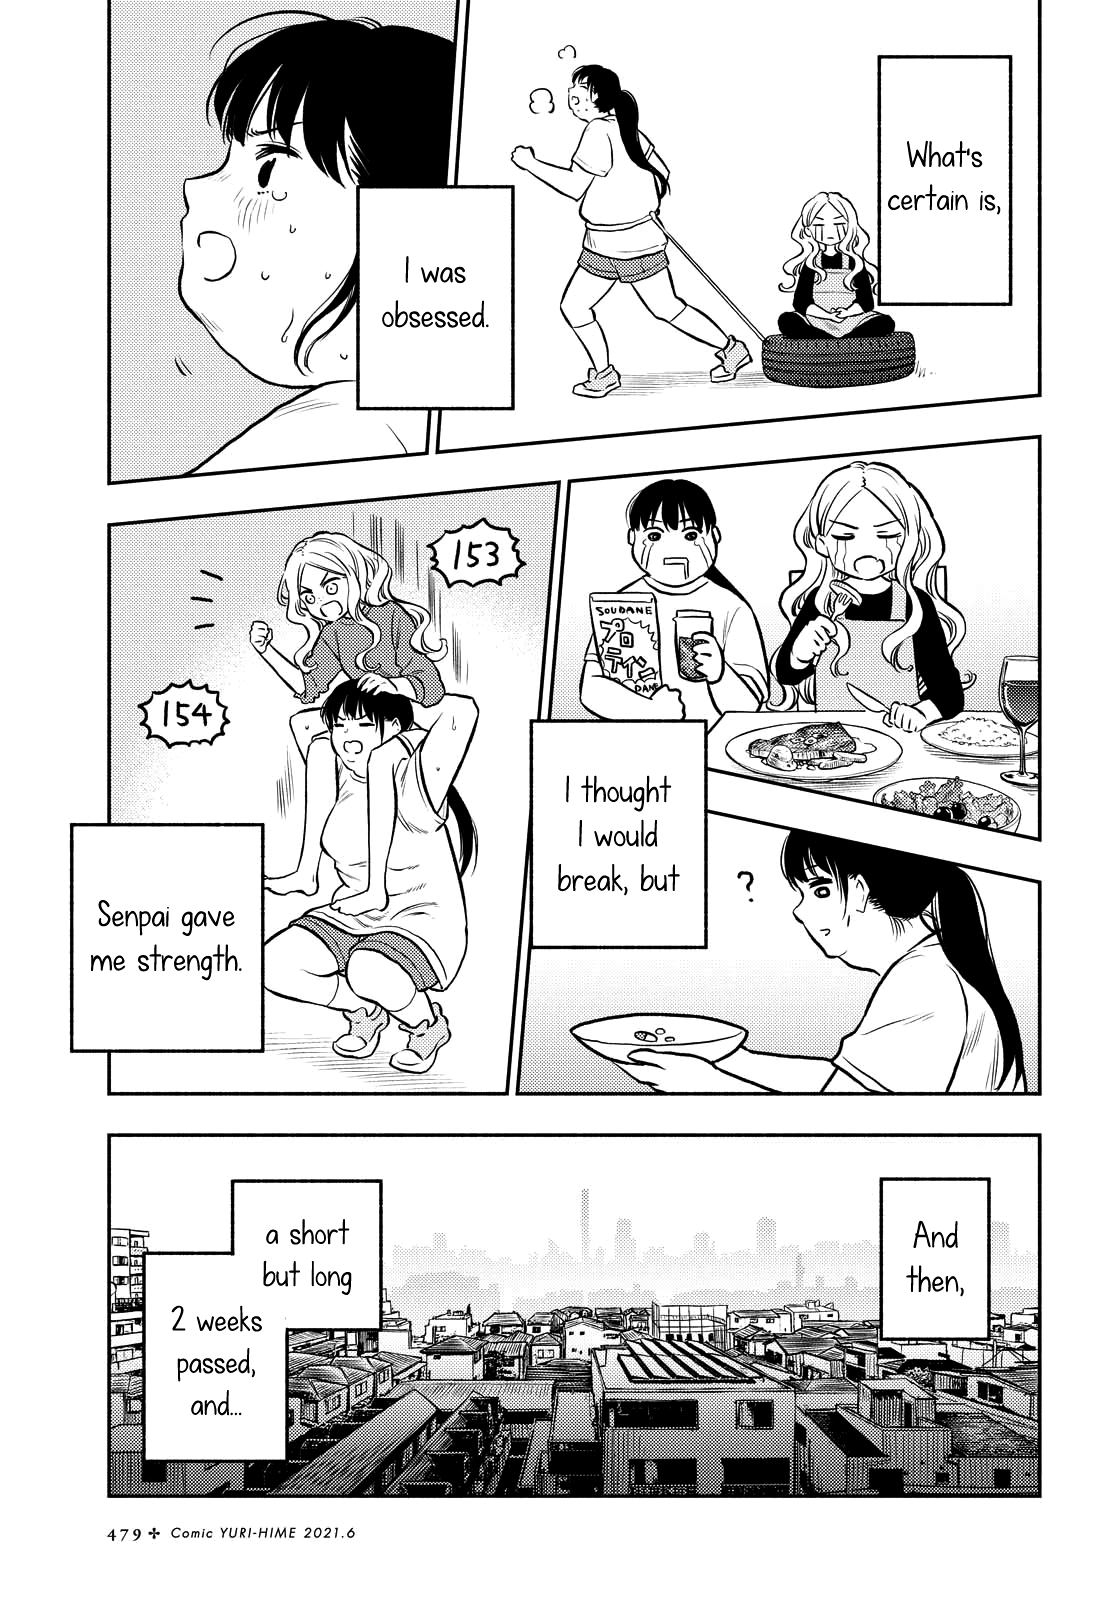 What's
certain is,
I was
obsessed.
SOUDANE
プロ
テイン
DANE
I thought
I would
break, but
?
153
154
Senpai gave
me strength.
And
then,
a short
but long
2 weeks
passed,
and...
479 ✣ Comic YURI-HIME 2021.6